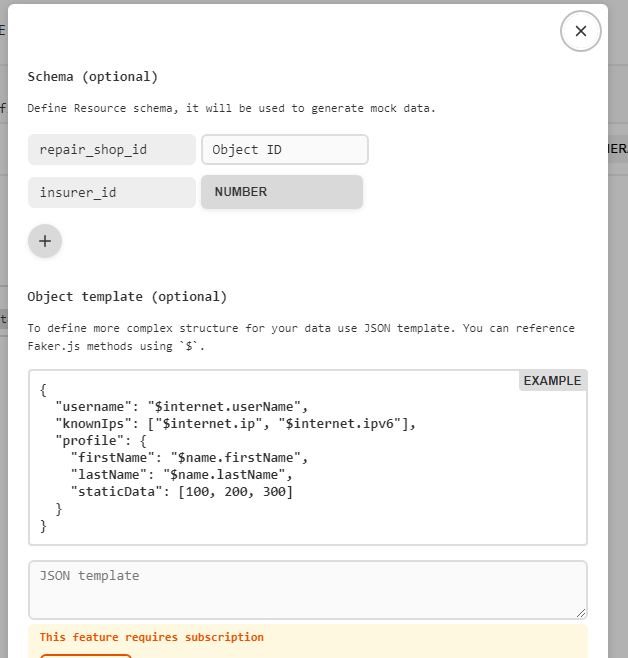 Schema (optional)
Define Resource schema, it will be used to generate mock data.
repair_shop_id Object ID
insurer_id NUMBER
+
Object template (optional)
To define more complex structure for your data use JSON template. You can reference
Faker.js methods using `$`.
EXAMPLE
{
"username": "$internet.userName",
"knownIps": ["$internet.ip", "$internet.ipv6"],
"profile": {
"firstName": "$name.firstName",
"lastName": "$name.lastName",
"staticData": [100, 200, 300]
}
}
JSON template
This feature requires subscription